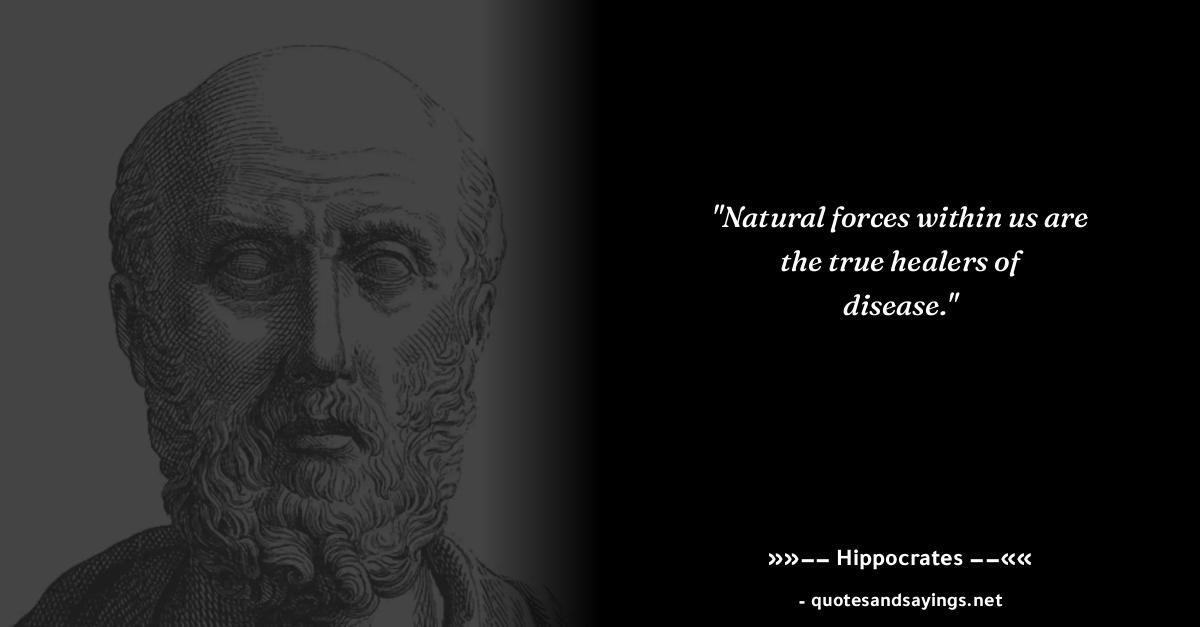 "Natural forces within us are
the true healers of
disease."
»»–– Hippocrates ––««
- quotesandsayings.net